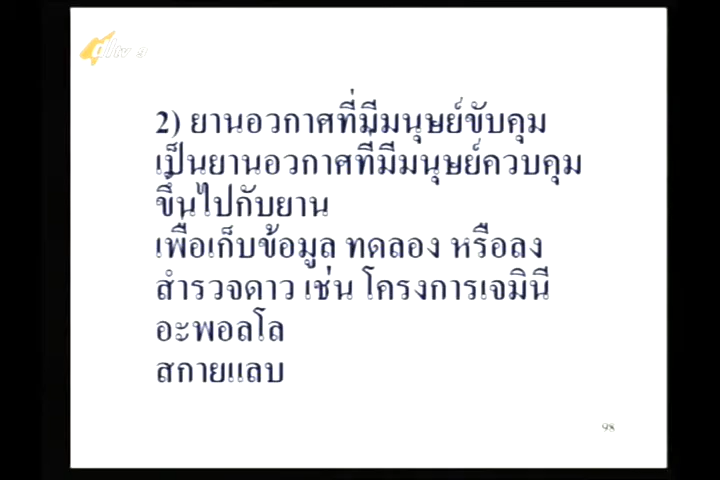 2) ยานอวกาศที่มีมนุษย์ขับคุม
เป็นยานอวกาศที่มีมนุษย์ควบคุม
ขึ้นไปกับยาน
เพื่อเก็บข้อมูล ทดลอง หรือลง
สำรวจดาว เช่น โครงการเจมินี
อะพอลโล
สกายแลบ
98